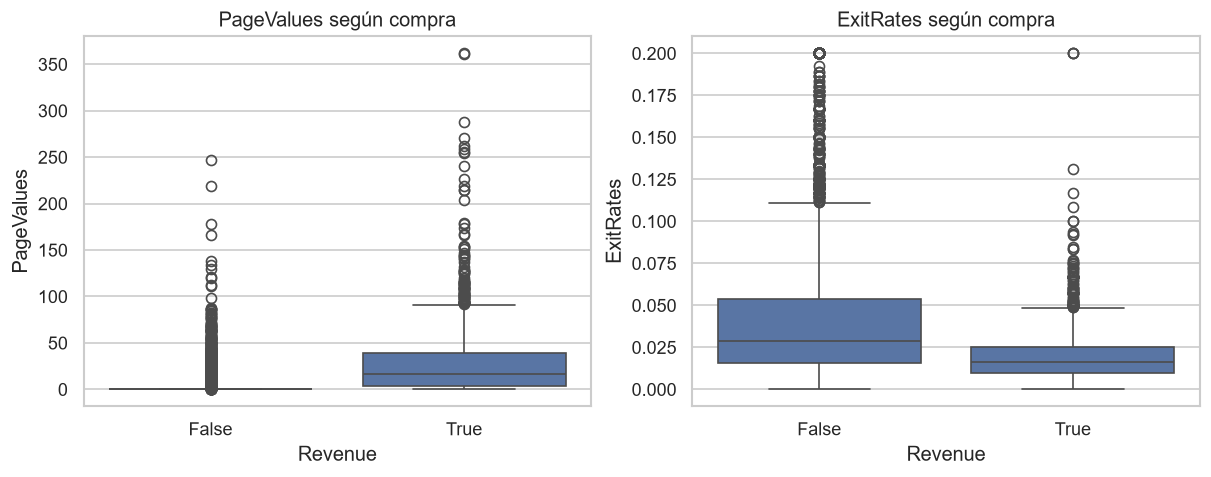 PageValues según compra
PageValues
350
300
250
200
150
100
50
0
False
True
Revenue
ExitRates según compra
ExitRates
0.200
0.175
0.150
0.125
0.100
0.075
0.050
0.025
0.000
False
True
Revenue